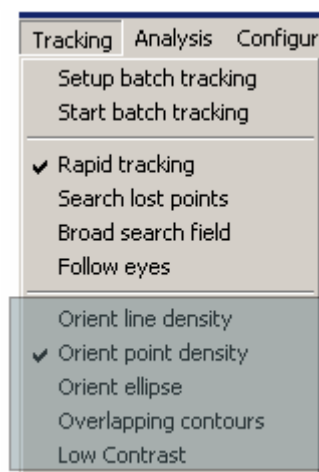 Tracking Analysis Configur
Setup batch tracking
Start batch tracking
Rapid tracking
Search lost points
Broad search field
Follow eyes
Orient line density
Orient point density
Orient ellipse
Overlapping contours
Low Contrast